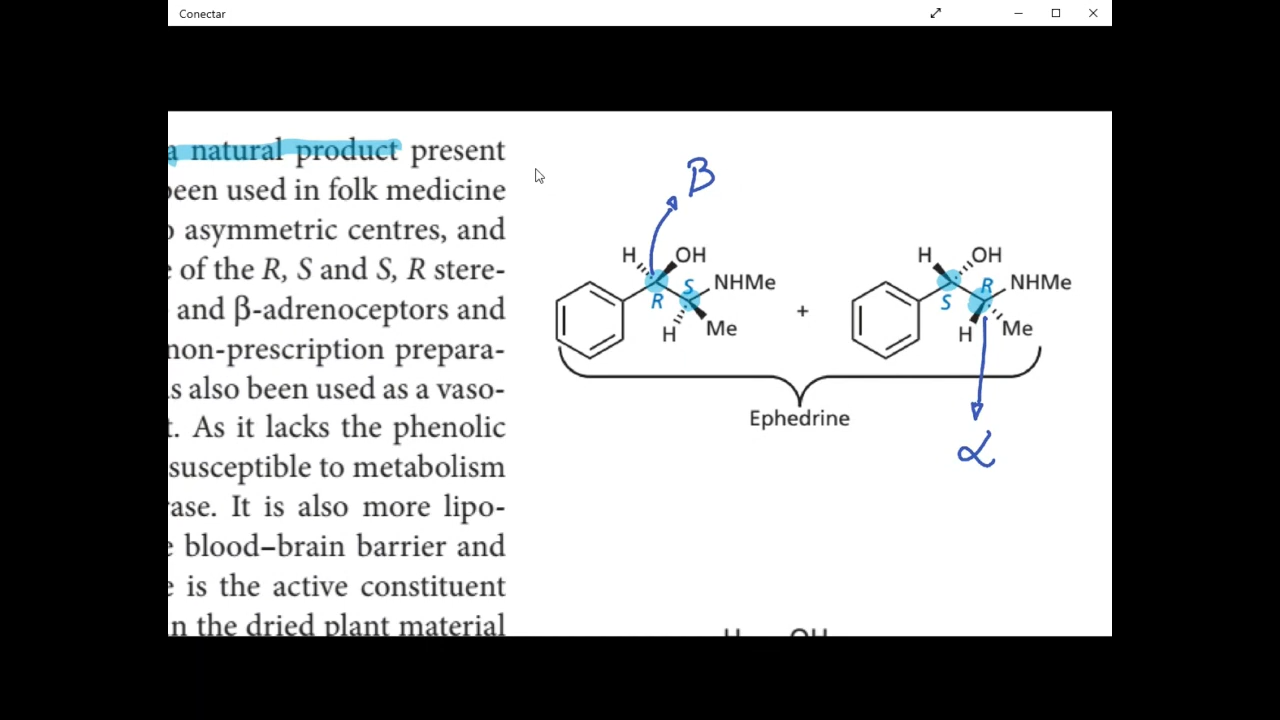 Conectar
a natural product present
been used in folk medicine
asymmetric centres, and
e of the R, S and S, R stere-
and β-adrenoceptors and
non-prescription prepara-
s also been used as a vaso-
t. As it lacks the phenolic
susceptible to metabolism
rase. It is also more lipo-
e blood–brain barrier and
e is the active constituent
n the dried plant material
B
H OH
R S NHMe
H Me
+
H OH
S R NHMe
H Me
Ephedrine
α
H OH